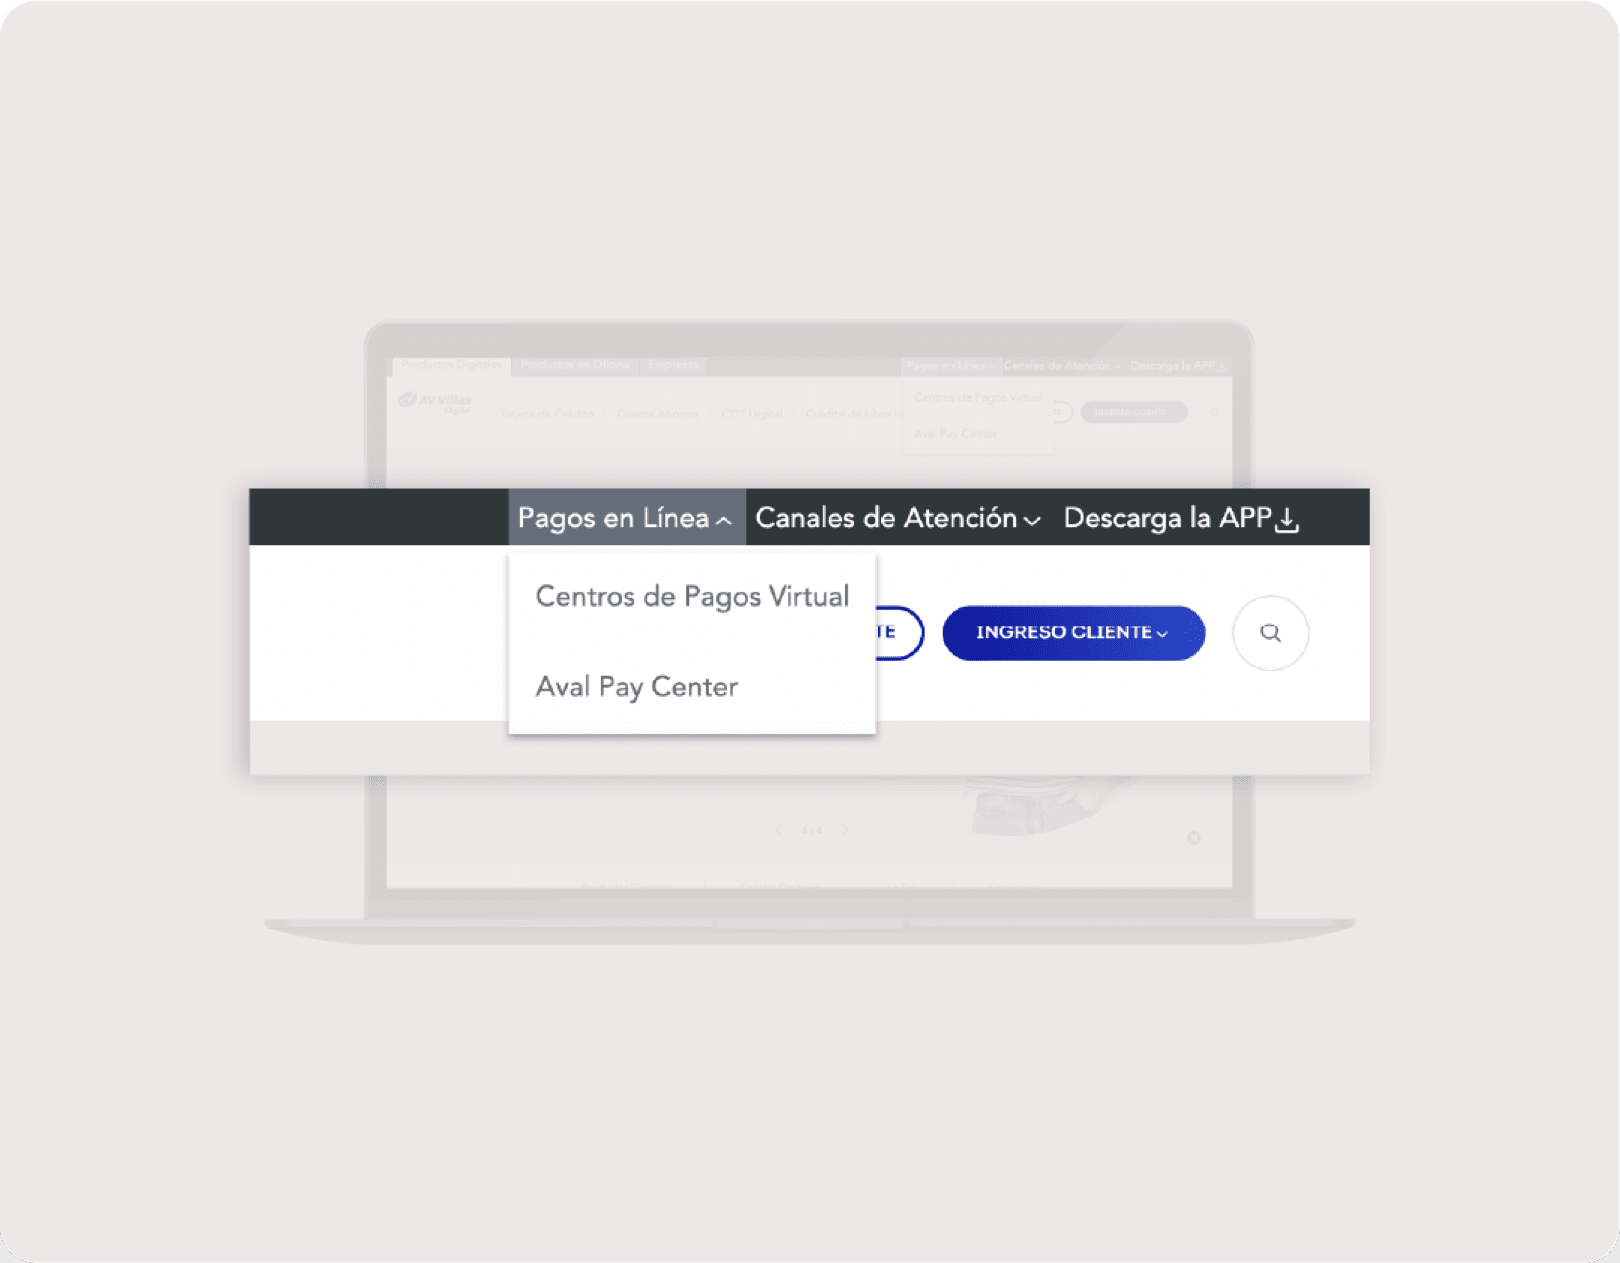 Productos Digitales Productos en Oficina Empresas Pagos en Línea Canales de Atención Descarga la APP
AV Villas
Digital
Tarjeta de Crédito | Cuenta Ahorros | CDT Digital | Crédito de Libre In
Centros de Pagos Virtual
TE
INGRESO CLIENTE
Aval Pay Center
Pagos en Línea Canales de Atención Descarga la APP
Centros de Pagos Virtual
TE
INGRESO CLIENTE
Aval Pay Center
4/4